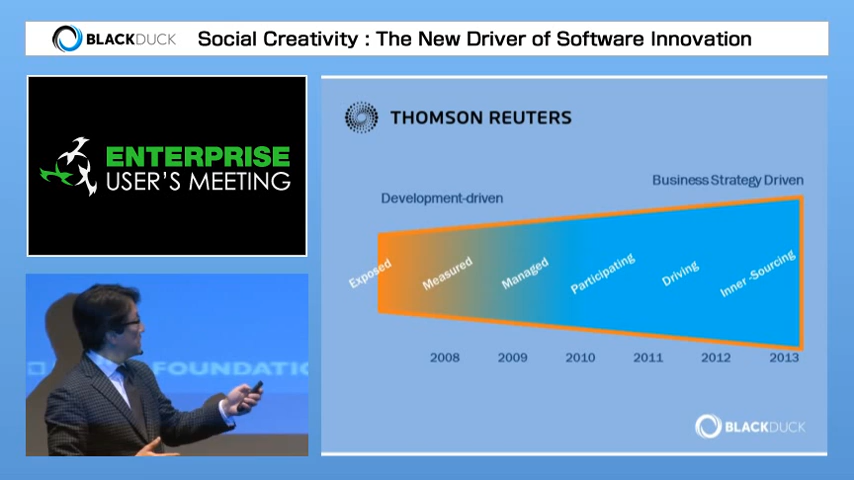 BLACKDUCK Social Creativity : The New Driver of Software Innovation
ENTERPRISE
USER'S MEETING
FOUNDATIO
THOMSON REUTERS
Business Strategy Driven
Development-driven
Exposed
Measured
Managed
Participating
Driving
Inner-Sourcing
2008 2009 2010 2011 2012 2013
BLACKDUCK